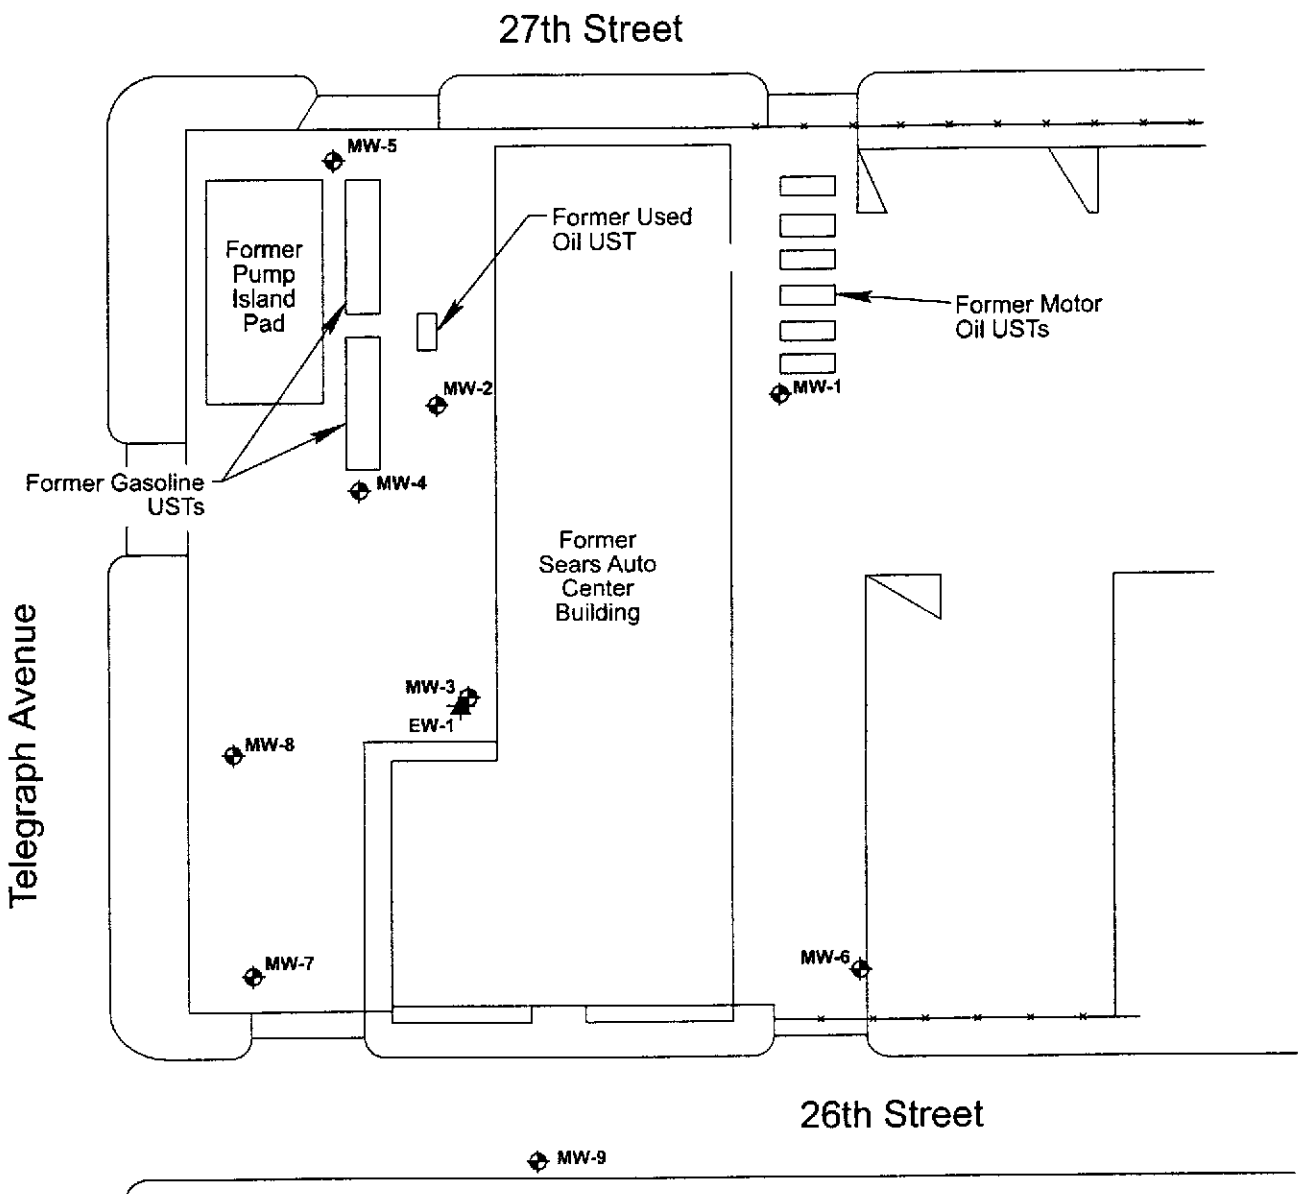 27th Street
MW-5
Former Used
Oil UST
Former
Pump
Island
Pad
Former Motor
Oil USTs
MW-2
MW-1
Former Gasoline
USTs
MW-4
Former
Sears Auto
Center
Building
Telegraph Avenue
MW-3
EW-1
MW-8
MW-7
MW-6
26th Street
MW-9